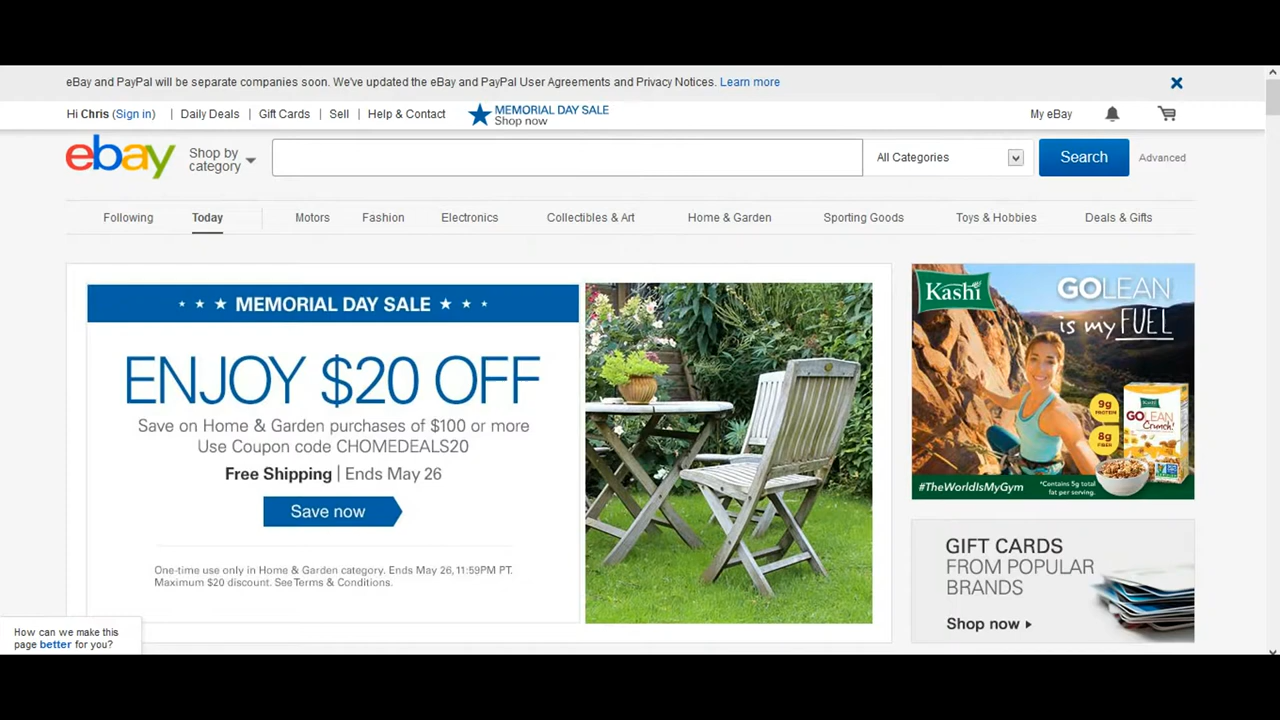 eBay and PayPal will be separate companies soon. We've updated the eBay and PayPal User Agreements and Privacy Notices. Learn more
Hi Chris (Sign in) | Daily Deals | Gift Cards | Sell | Help & Contact
MEMORIAL DAY SALE
Shop now
My eBay
ebay
Shop by
category
All Categories
Search
Advanced
Following
Today
Motors
Fashion
Electronics
Collectibles & Art
Home & Garden
Sporting Goods
Toys & Hobbies
Deals & Gifts
MEMORIAL DAY SALE
ENJOY $20 OFF
Save on Home & Garden purchases of $100 or more
Use Coupon code CHOMEDEALS20
Free Shipping | Ends May 26
Save now
One-time use only in Home & Garden category. Ends May 26, 11:59PM PT.
Maximum $20 discount. See Terms & Conditions.
Kashi
GOLEAN
is my FUEL
9g
PROTEIN
8g
FIBER
Kashi
GOLEAN
Crunch!
#TheWorldIsMyGym
*Contains 5g total
fat per serving.
GIFT CARDS
FROM POPULAR
BRANDS
Shop now
How can we make this
page better for you?